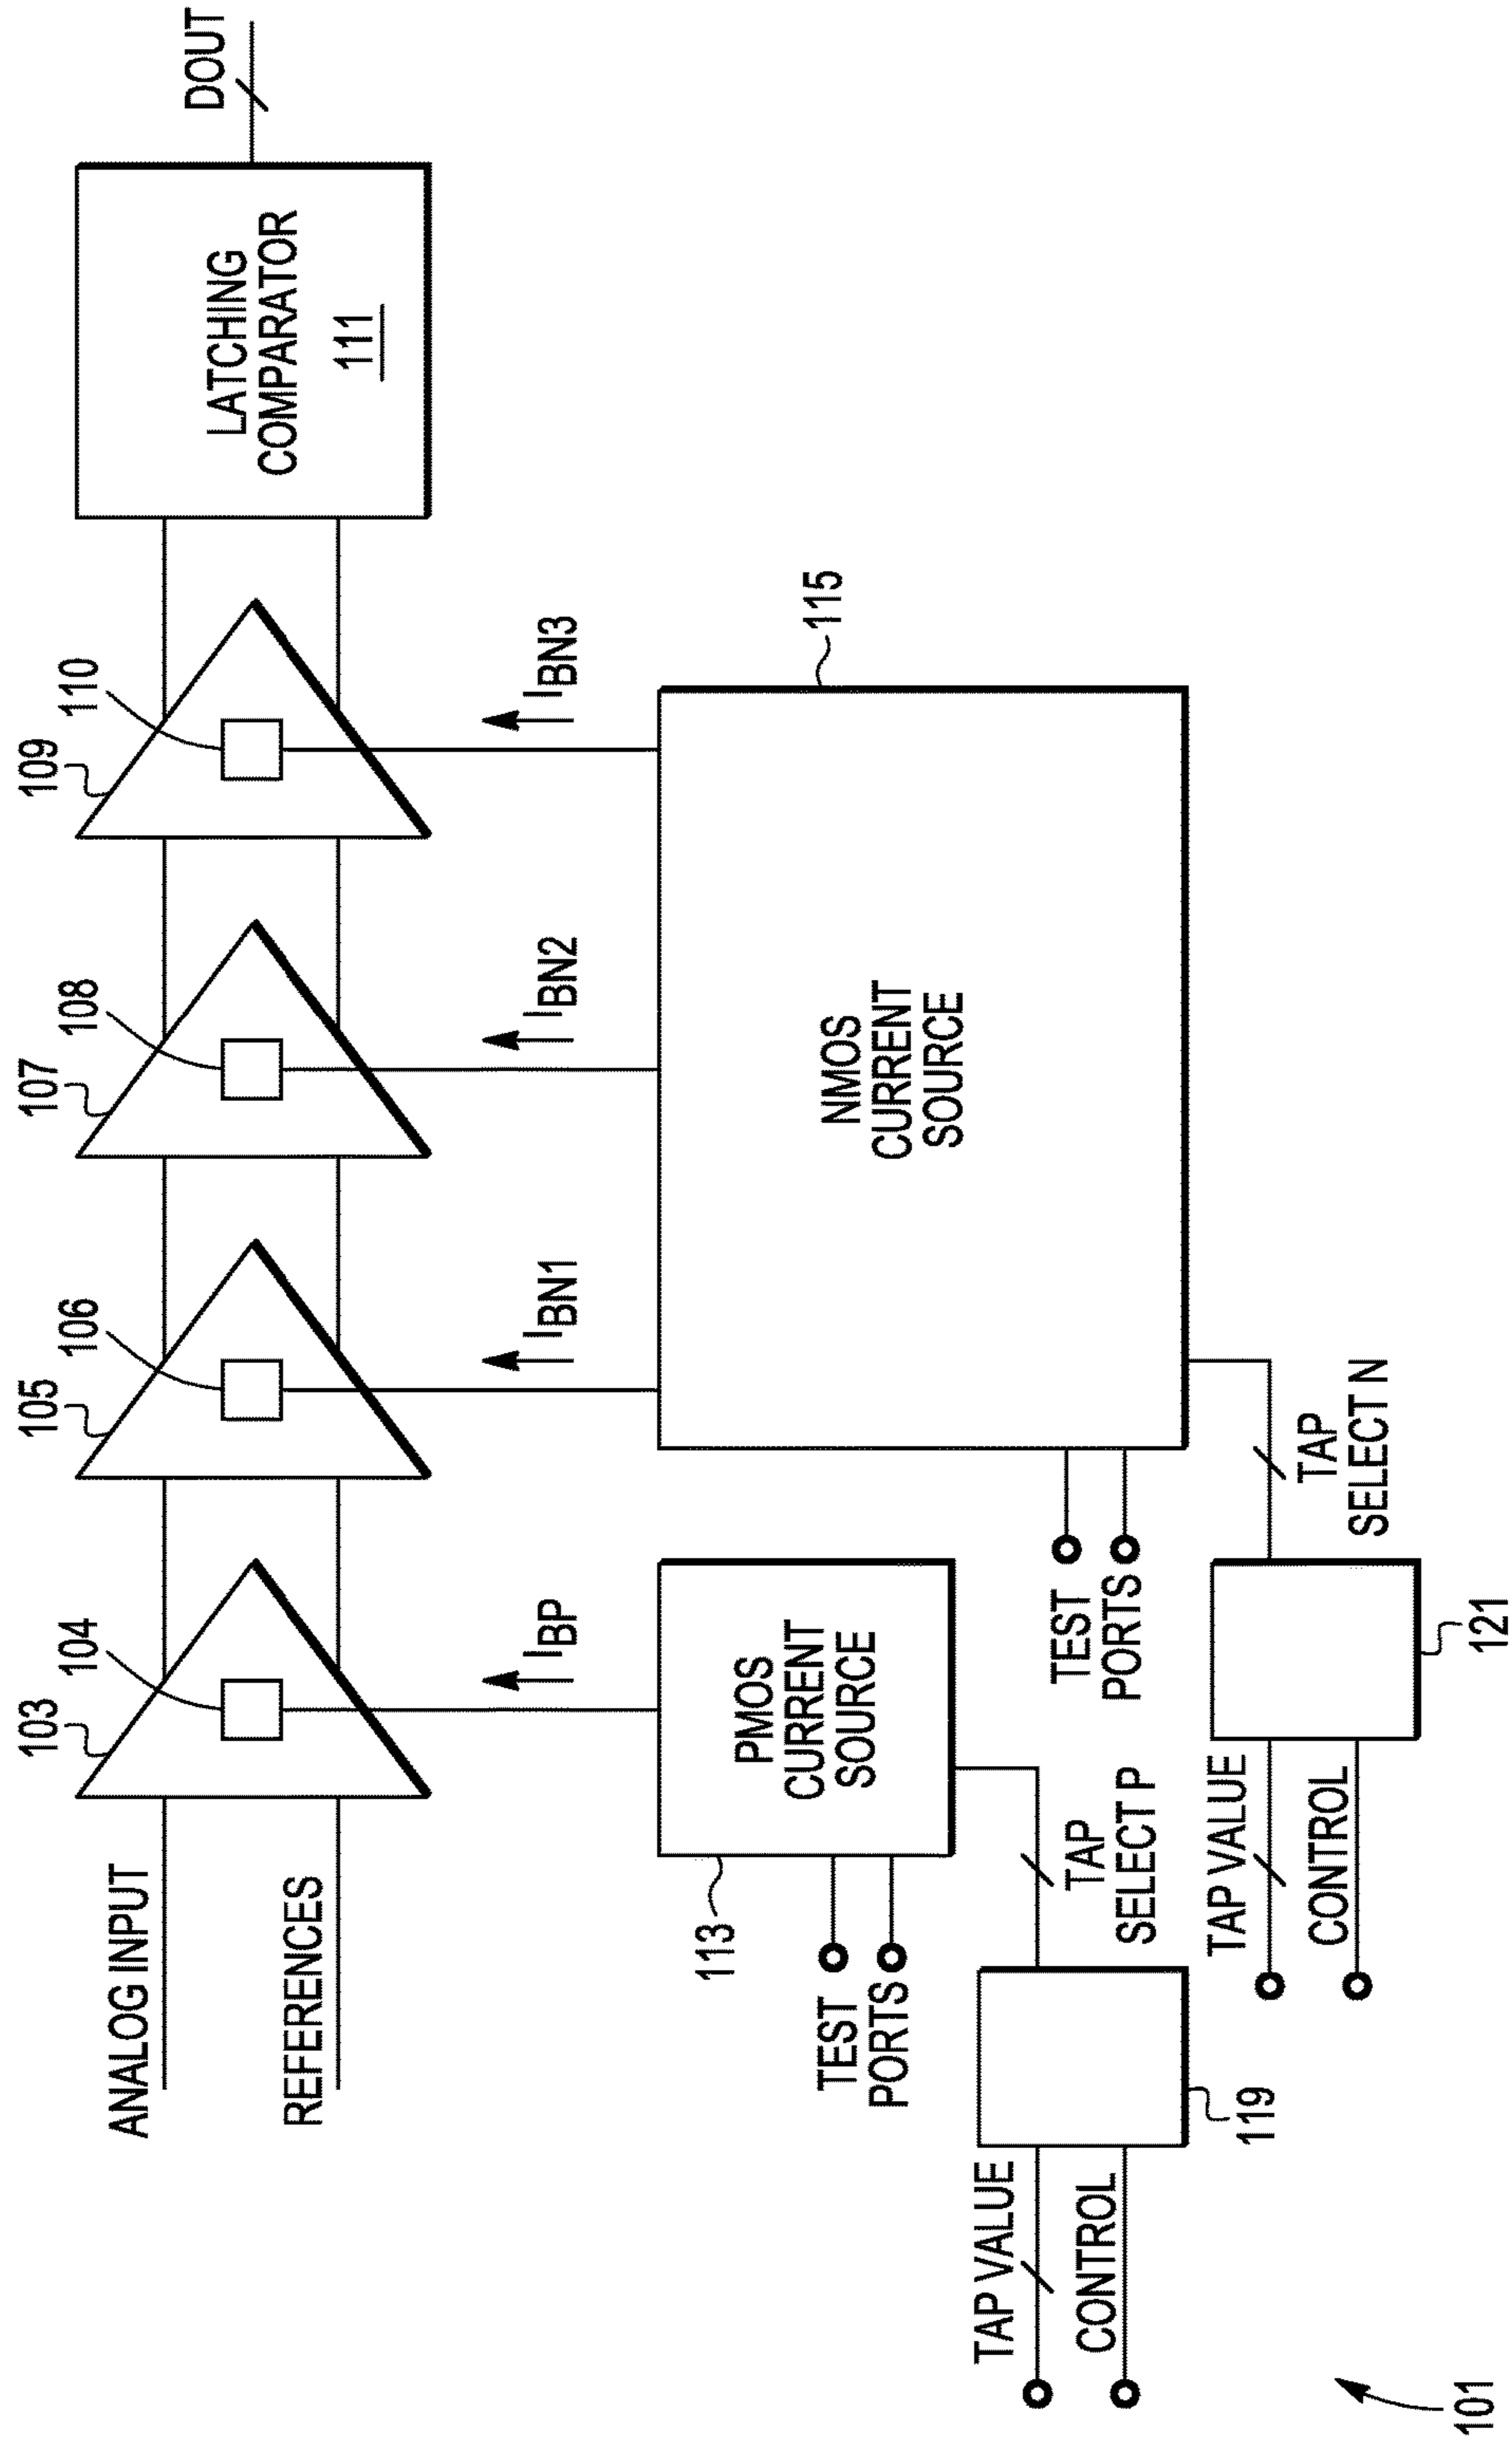 103
104
105
106
107
108
109
110
ANALOG INPUT
REFERENCES
LATCHING
COMPARATOR
111
DOUT
IBP
IBN1
IBN2
IBN3
PMOS
CURRENT
SOURCE
113
TEST
PORTS
NMOS
CURRENT
SOURCE
115
TEST
PORTS
TAP
SELECT P
TAP
SELECT N
TAP VALUE
CONTROL
119
TAP VALUE
CONTROL
121
101